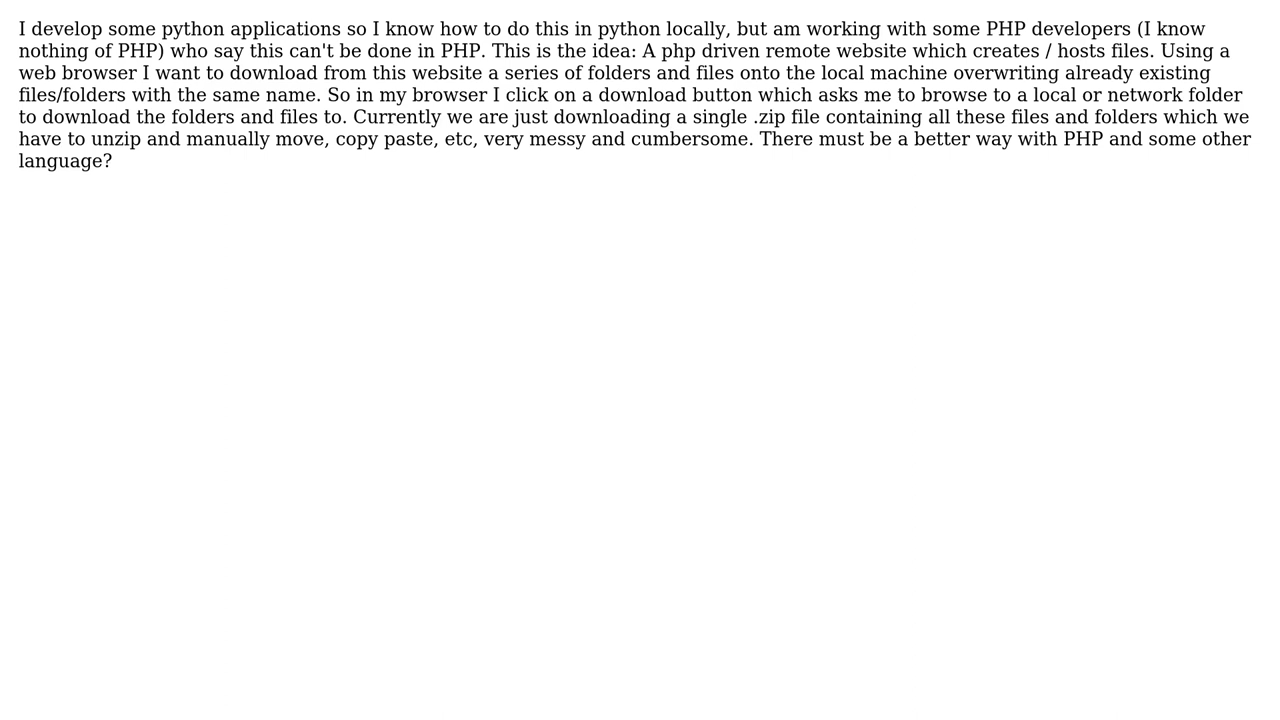 I develop some python applications so I know how to do this in python locally, but am working with some PHP developers (I know
nothing of PHP) who say this can't be done in PHP. This is the idea: A php driven remote website which creates / hosts files. Using a
web browser I want to download from this website a series of folders and files onto the local machine overwriting already existing
files/folders with the same name. So in my browser I click on a download button which asks me to browse to a local or network folder
to download the folders and files to. Currently we are just downloading a single .zip file containing all these files and folders which we
have to unzip and manually move, copy paste, etc, very messy and cumbersome. There must be a better way with PHP and some other
language?